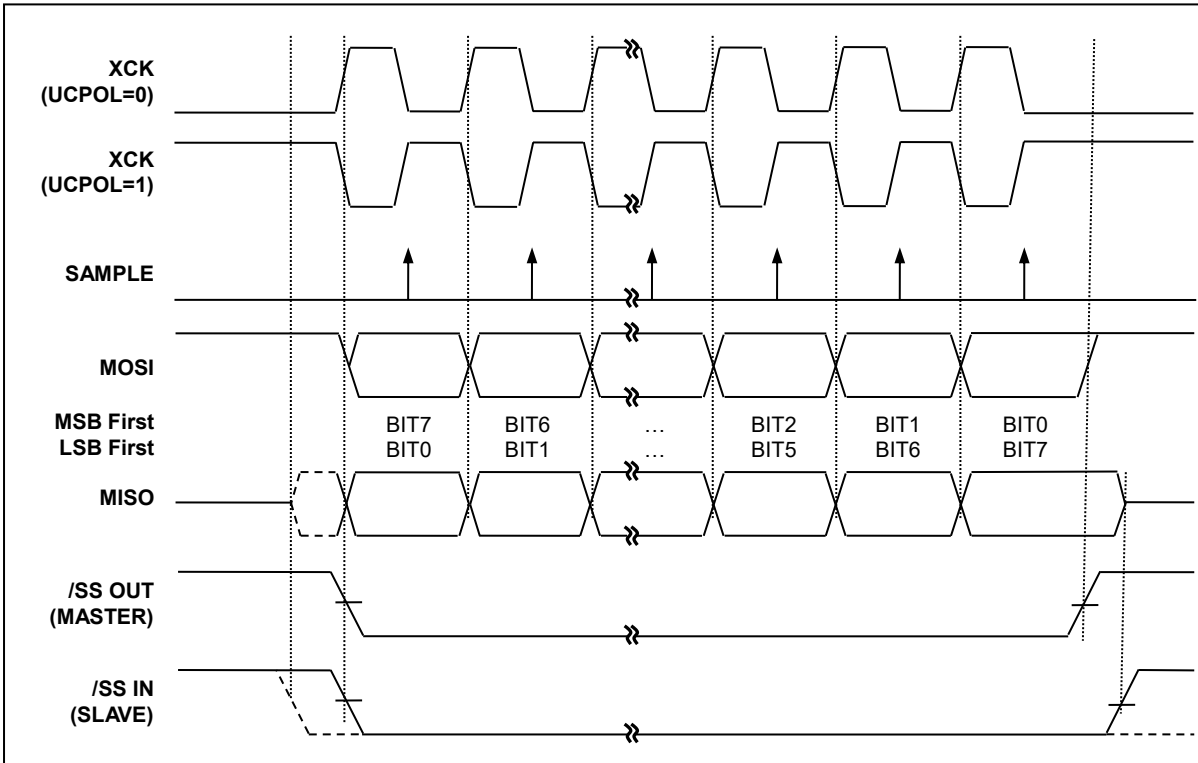 XCK
(UCPOL=0)
XCK
(UCPOL=1)
SAMPLE
MOSI
MSB First BIT7 BIT6 ... BIT2 BIT1 BIT0
LSB First BIT0 BIT1 ... BIT5 BIT6 BIT7
MISO
/SS OUT
(MASTER)
/SS IN
(SLAVE)